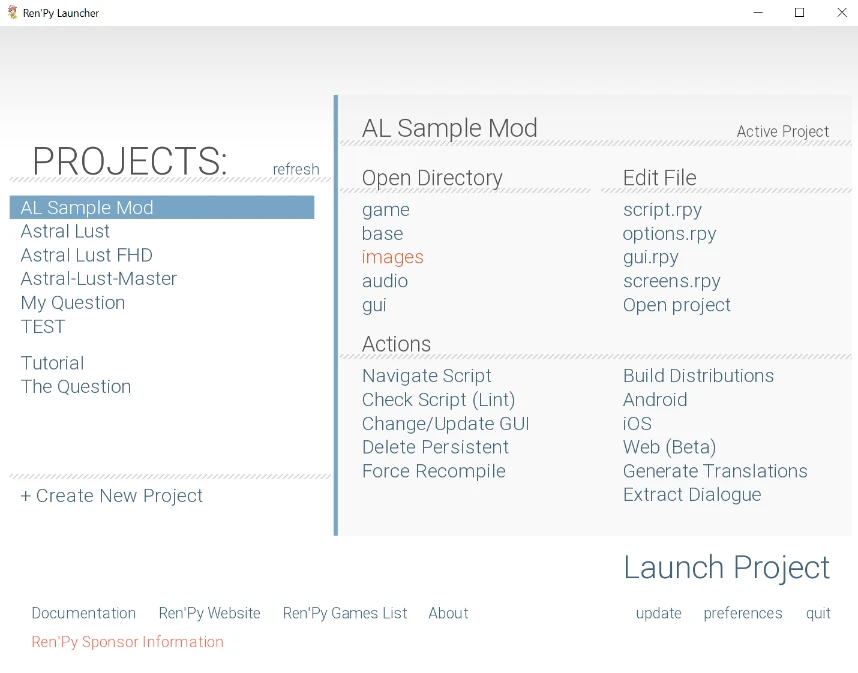 Ren'Py Launcher
PROJECTS:
refresh
AL Sample Mod
Astral Lust
Astral Lust FHD
Astral-Lust-Master
My Question
TEST
Tutorial
The Question
+ Create New Project
AL Sample Mod
Active Project
Open Directory
game
base
images
audio
gui
Edit File
script.rpy
options.rpy
gui.rpy
screens.rpy
Open project
Actions
Navigate Script
Check Script (Lint)
Change/Update GUI
Delete Persistent
Force Recompile
Build Distributions
Android
iOS
Web (Beta)
Generate Translations
Extract Dialogue
Launch Project
Documentation
Ren'Py Website
Ren'Py Games List
About
update
preferences
quit
Ren'Py Sponsor Information